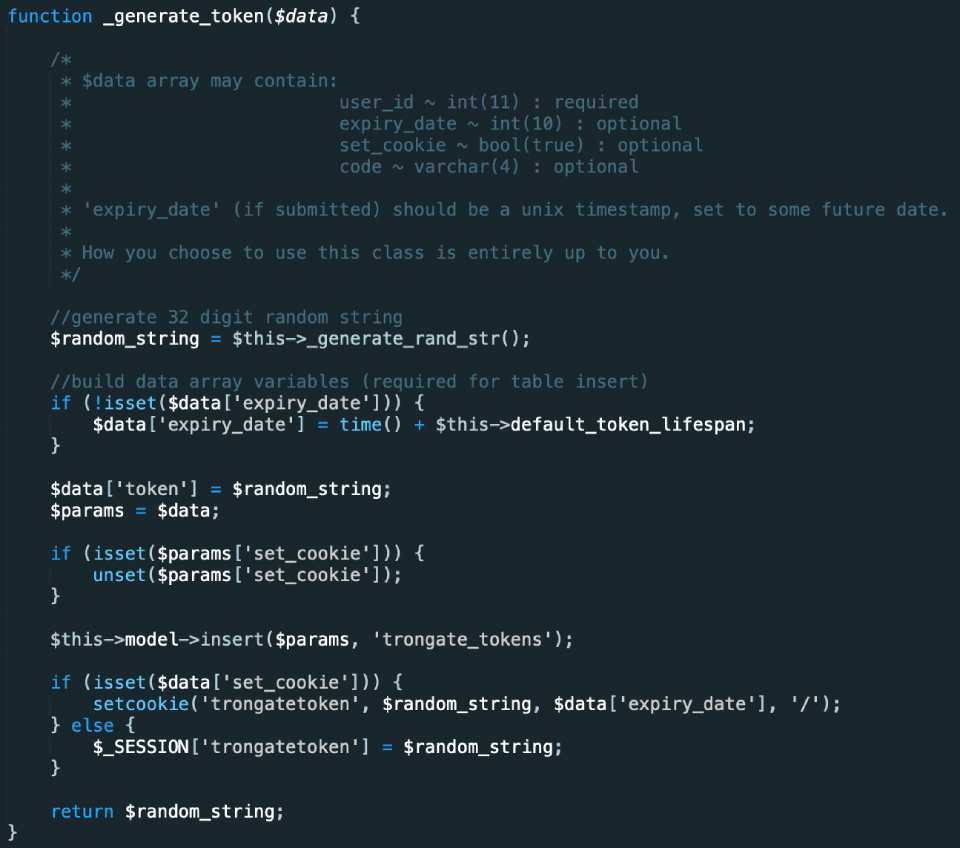 function _generate_token($data) {
/*
* $data array may contain:
* user_id ~ int(11) : required
* expiry_date ~ int(10) : optional
* set_cookie ~ bool(true) : optional
* code ~ varchar(4) : optional
*
* 'expiry_date' (if submitted) should be a unix timestamp, set to some future date.
*
* How you choose to use this class is entirely up to you.
*/
//generate 32 digit random string
$random_string = $this->_generate_rand_str();
//build data array variables (required for table insert)
if (!isset($data['expiry_date'])) {
$data['expiry_date'] = time() + $this->default_token_lifespan;
}
$data['token'] = $random_string;
$params = $data;
if (isset($params['set_cookie'])) {
unset($params['set_cookie']);
}
$this->model->insert($params, 'trongate_tokens');
if (isset($data['set_cookie'])) {
setcookie('trongatetoken', $random_string, $data['expiry_date'], '/');
} else {
$_SESSION['trongatetoken'] = $random_string;
}
return $random_string;
}